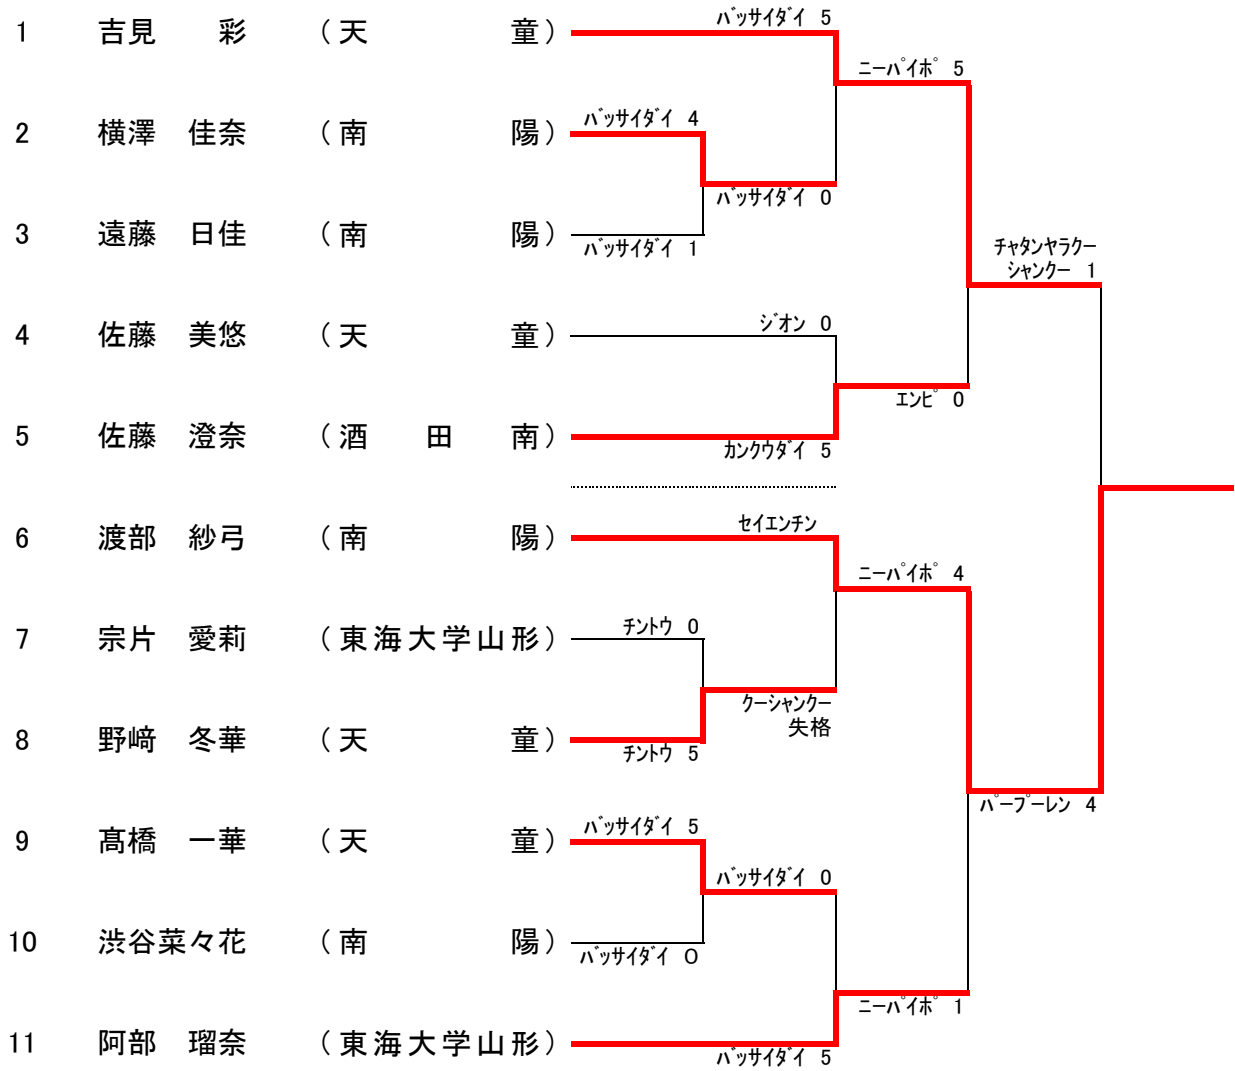 バッサイダイ 5
1 吉見 彩 (天 童)
ニーパイポ 5
バッサイダイ 4
2 横澤 佳奈 (南 陽)
バッサイダイ 0
3 遠藤 日佳 (南 陽)
バッサイダイ 1
チャタンヤラクー
シャンクー 1
ジオン 0
4 佐藤 美悠 (天 童)
エンピ 0
5 佐藤 澄奈 (酒 田 南)
カンクウダイ 5
セイエンチン
6 渡部 紗弓 (南 陽)
ニーパイポ 4
チントウ 0
7 宗片 愛莉 (東海大学山形)
クーシャンクー
失格
8 野﨑 冬華 (天 童)
チントウ 5
パープーレン 4
バッサイダイ 5
9 髙橋 一華 (天 童)
バッサイダイ 0
10 渋谷菜々花 (南 陽)
バッサイダイ 0
ニーパイポ 1
11 阿部 瑠奈 (東海大学山形)
バッサイダイ 5